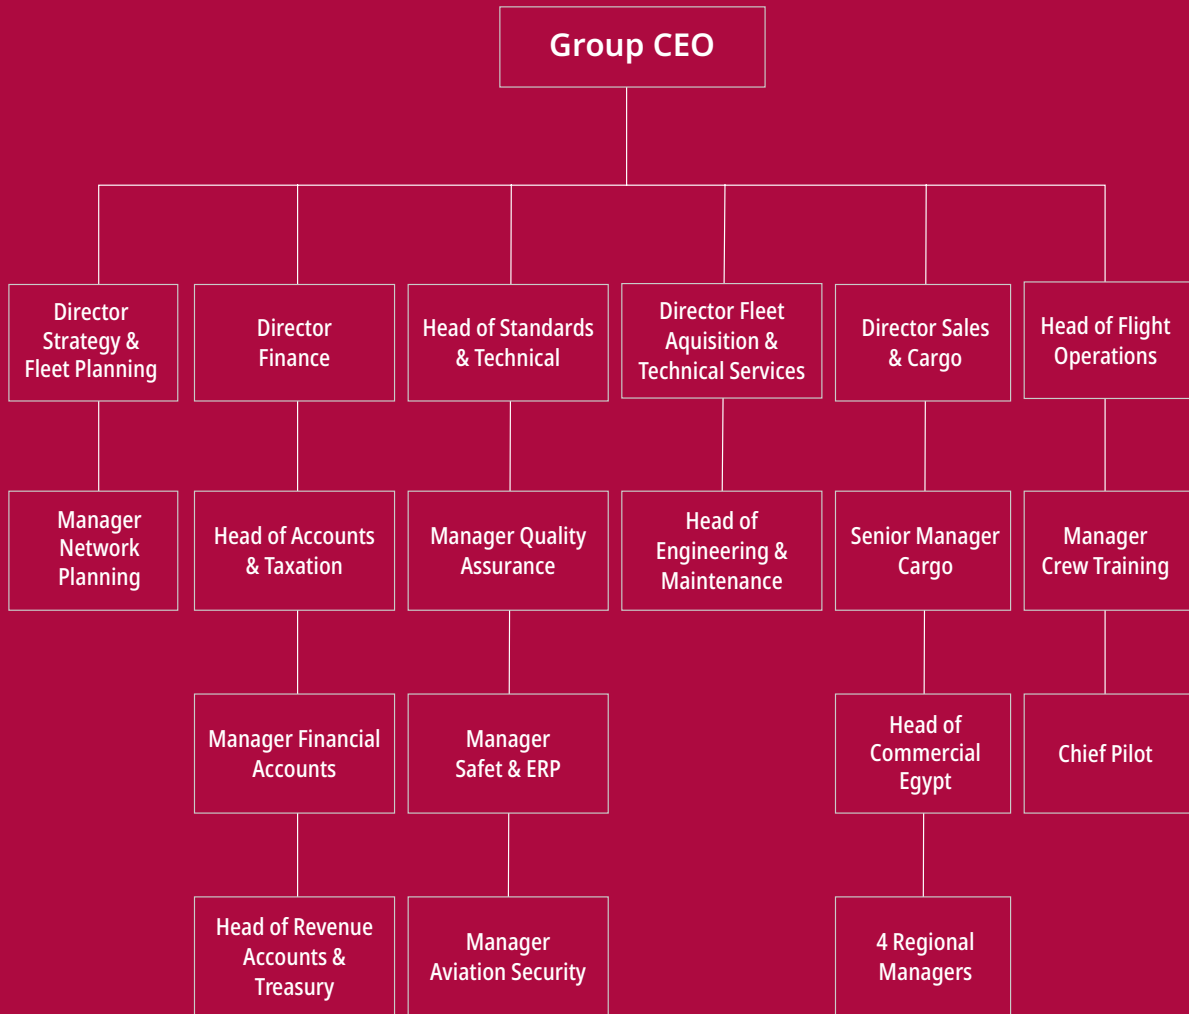 Group CEO
Director
Strategy &
Fleet Planning
Director
Finance
Head of Standards
& Technical
Director Fleet
Aquisition &
Technical Services
Director Sales
& Cargo
Head of Flight
Operations
Manager
Network
Planning
Head of Accounts
& Taxation
Manager Quality
Assurance
Head of
Engineering &
Maintenance
Senior Manager
Cargo
Manager
Crew Training
Manager Financial
Accounts
Manager
Safet & ERP
Head of
Commercial
Egypt
Chief Pilot
Head of Revenue
Accounts &
Treasury
Manager
Aviation Security
4 Regional
Managers